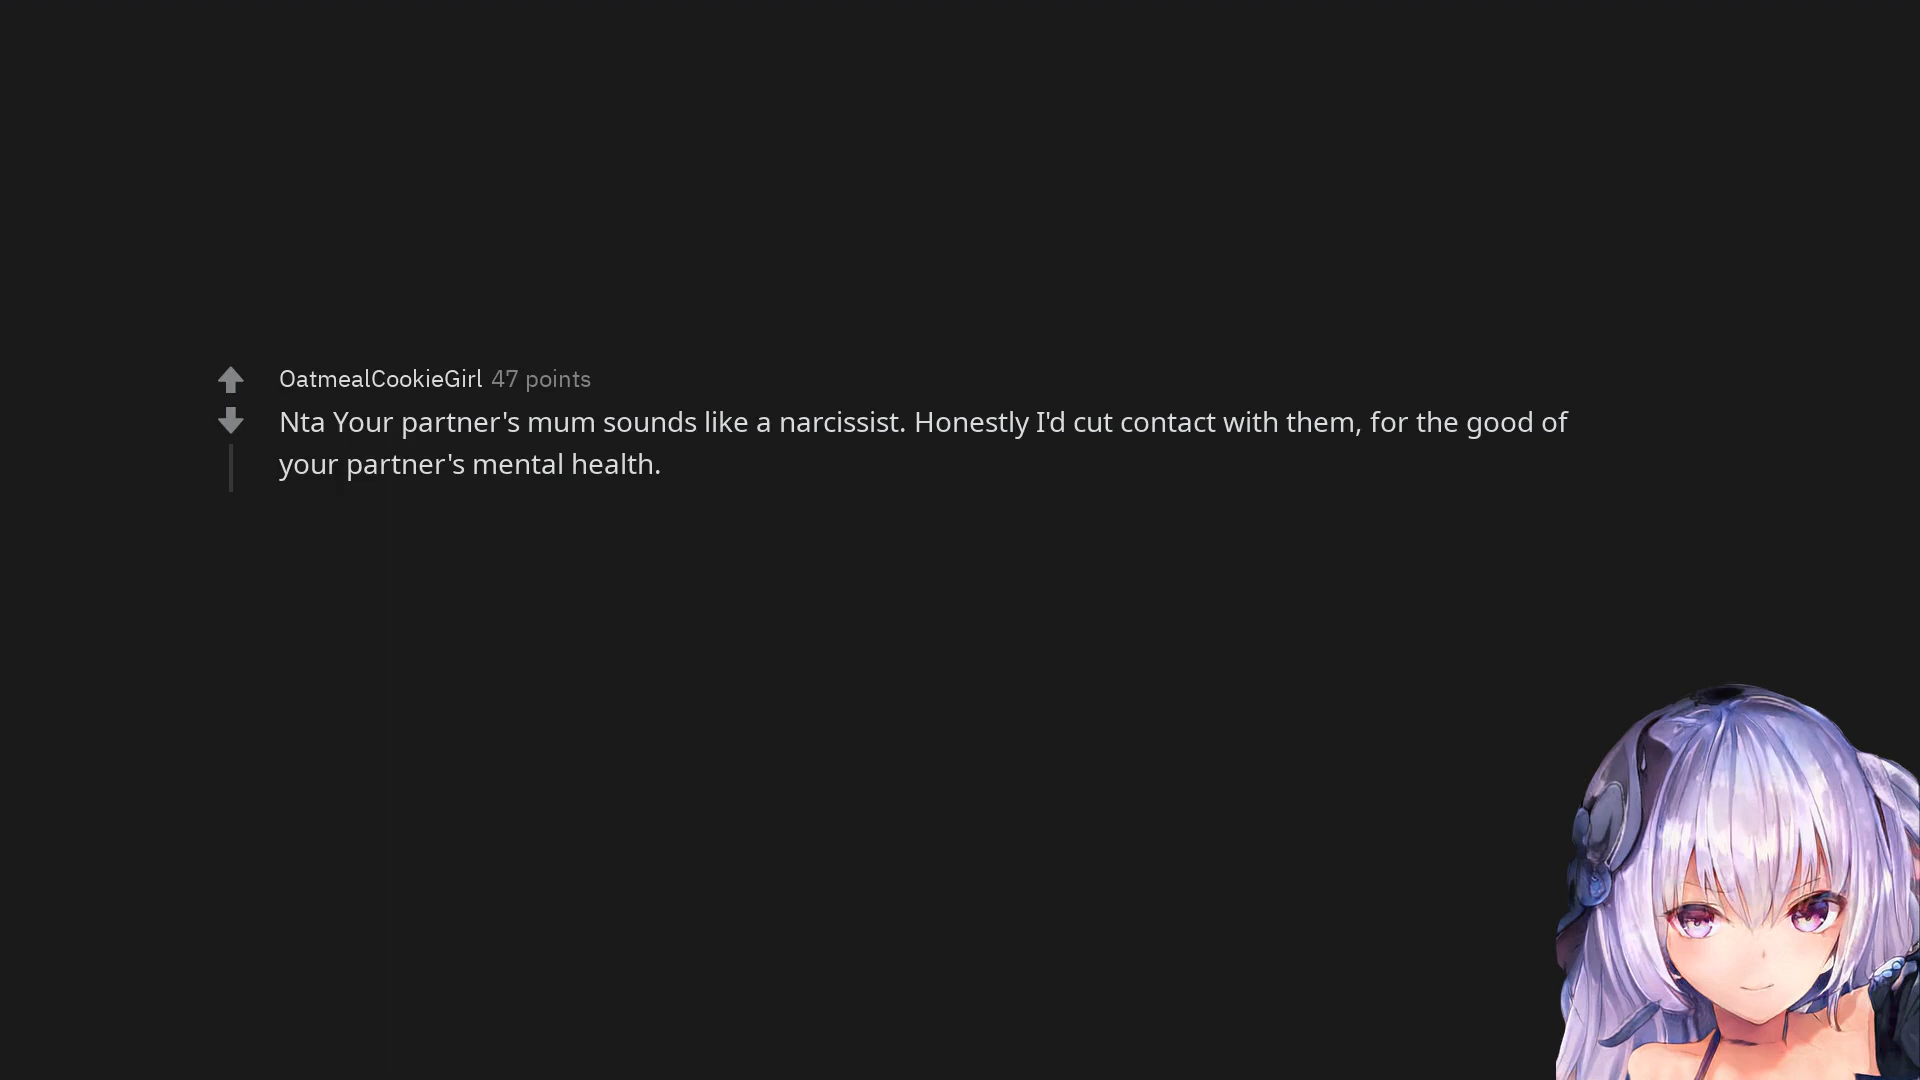 OatmealCookieGirl 47 points
Nta Your partner's mum sounds like a narcissist. Honestly I'd cut contact with them, for the good of
your partner's mental health.